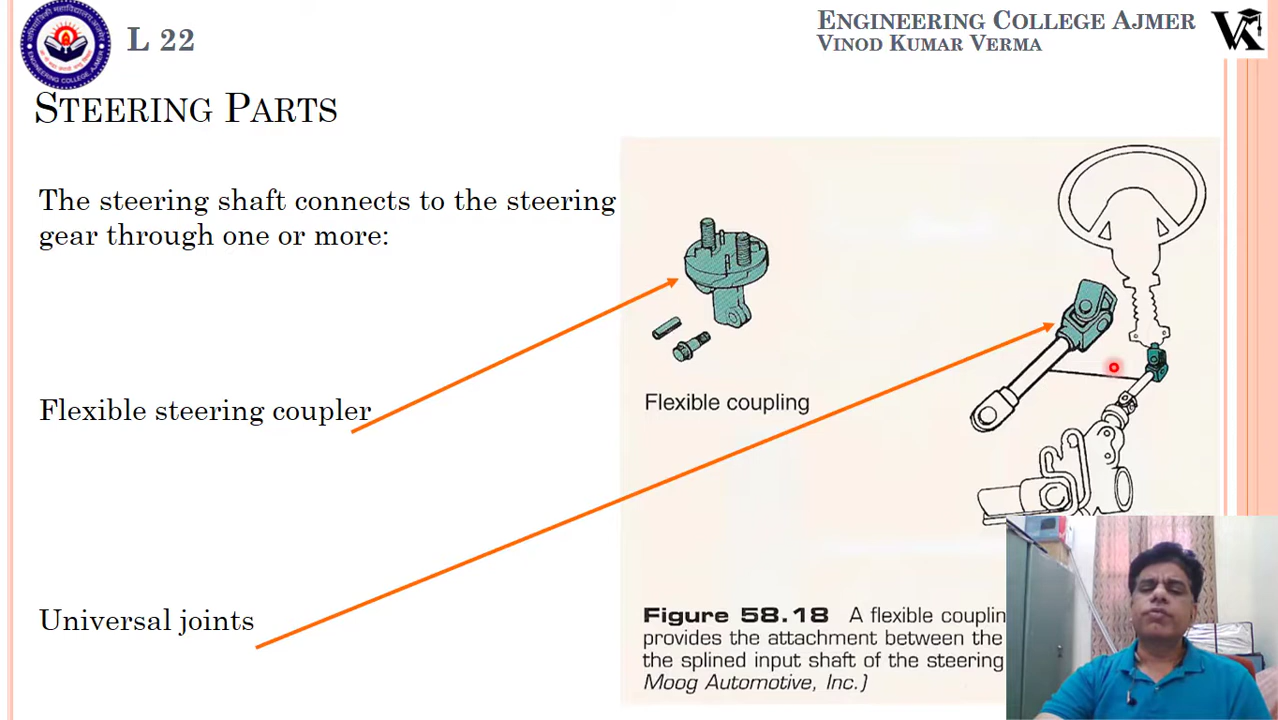 L 22
ENGINEERING COLLEGE AJMER
VINOD KUMAR VERMA
STEERING PARTS
The steering shaft connects to the steering
gear through one or more:
Flexible steering coupler
Universal joints
Flexible coupling
Figure 58.18 A flexible couplin
provides the attachment between the
the splined input shaft of the steering
Moog Automotive, Inc.)